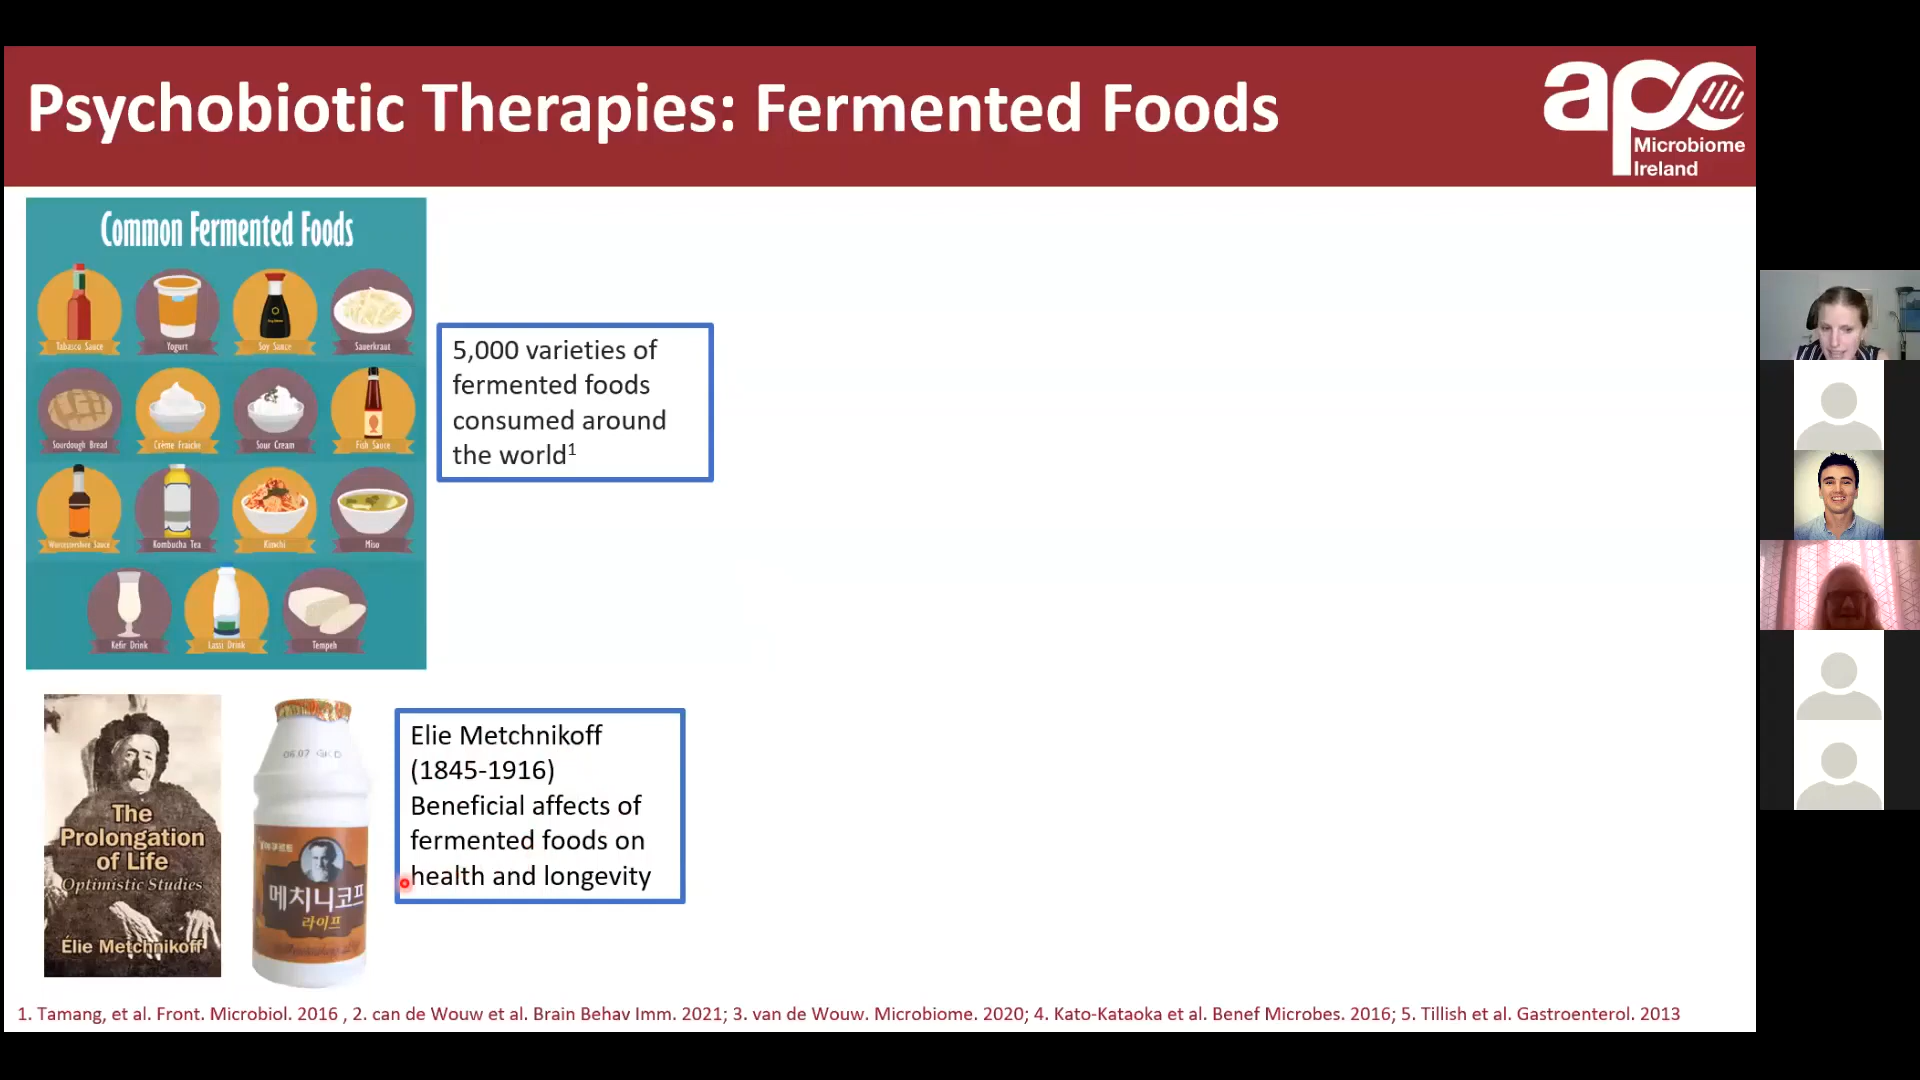 Psychobiotic Therapies: Fermented Foods
apc
Microbiome
Ireland
Common Fermented Foods
Tabasco Sauce
Yogurt
Soy Sauce
Sauerkraut
Sourdough Bread
Crème Fraiche
Sour Cream
Fish Sauce
Worcestershire Sauce
Kombucha Tea
Kimchi
Miso
Kefir Drink
Lassi Drink
Tempeh
5,000 varieties of
fermented foods
consumed around
the world¹
The
Prolongation
of Life
Optimistic Studies
Élie Metchnikoff
06.07
메치니코프
라이프
Elie Metchnikoff
(1845-1916)
Beneficial affects of
fermented foods on
health and longevity
1. Tamang, et al. Front. Microbiol. 2016 , 2. can de Wouw et al. Brain Behav Imm. 2021; 3. van de Wouw. Microbiome. 2020; 4. Kato-Kataoka et al. Benef Microbes. 2016; 5. Tillish et al. Gastroenterol. 2013